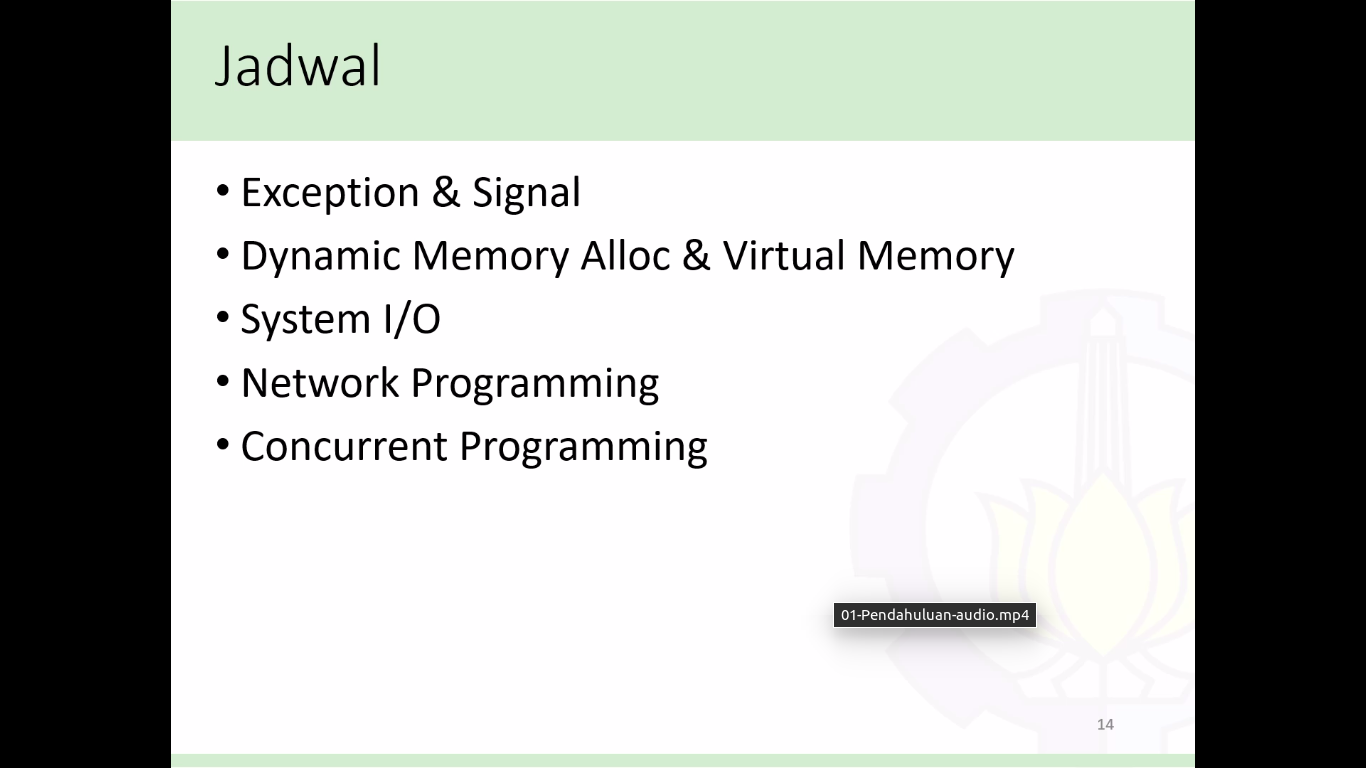 Jadwal
• Exception & Signal
• Dynamic Memory Alloc & Virtual Memory
• System I/O
• Network Programming
• Concurrent Programming
01-Pendahuluan-audio.mp4
14